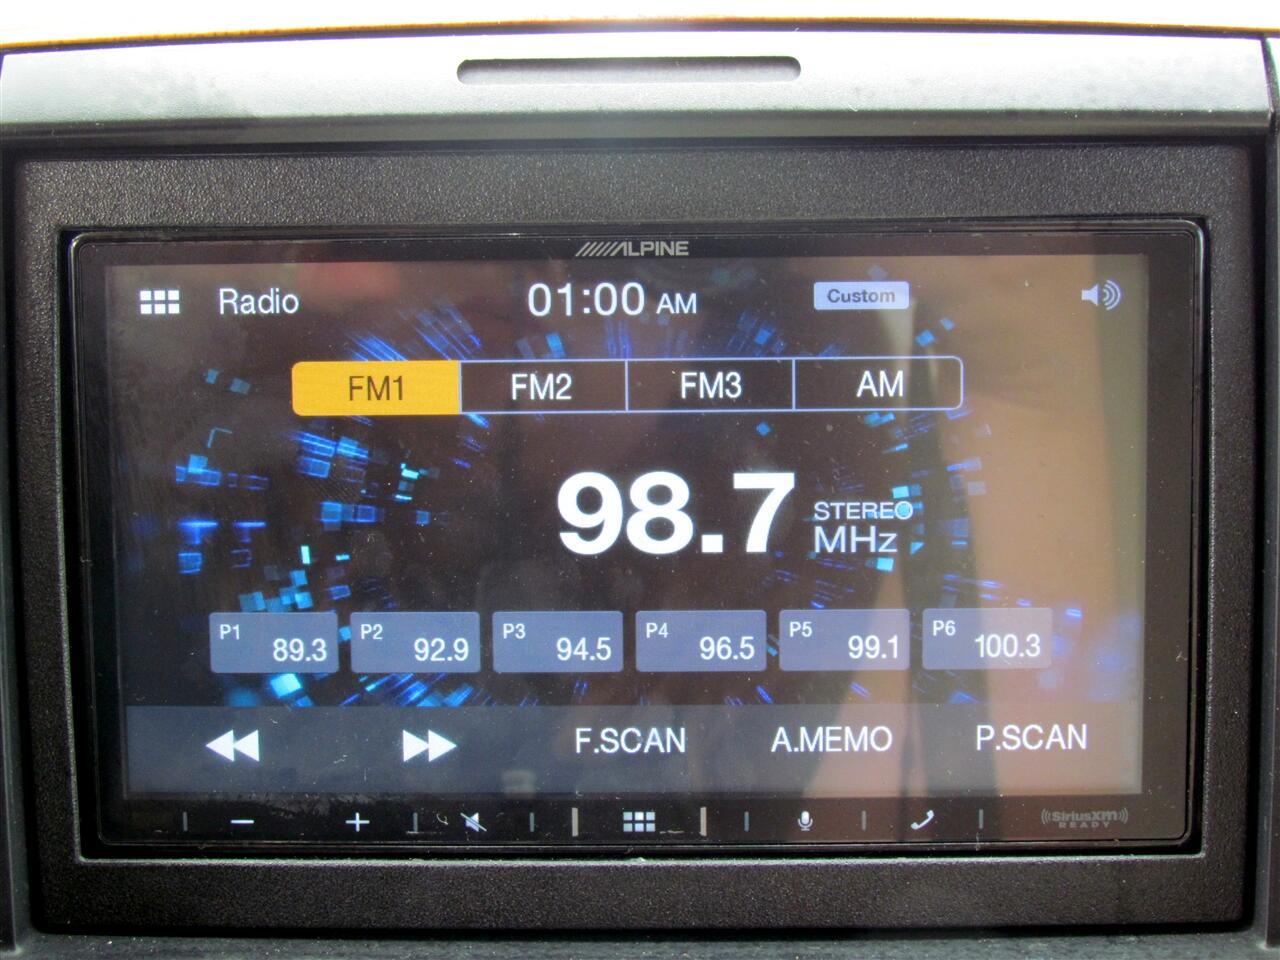 ALPINE
Radio 01:00 AM Custom
FM1 FM2 FM3 AM
98.7 STEREO
MHz
P1 89.3 P2 92.9 P3 94.5 P4 96.5 P5 99.1 P6 100.3
F.SCAN A.MEMO P.SCAN
((SiriusXM))
READY